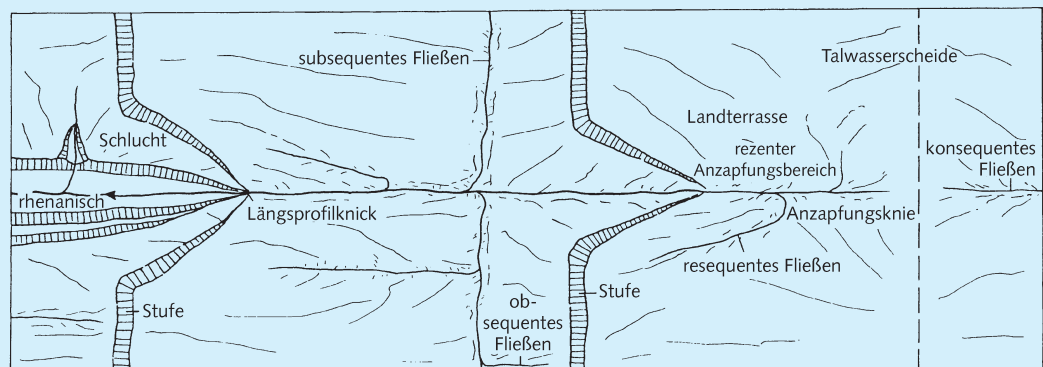 subsequentes Fließen
Talwasserscheide
Schlucht
Landterrasse
rezenter
Anzapfungsbereich
konsequentes
Fließen
rhenanisch
Längsprofilknick
Anzapfungsknie
resequentes Fließen
Stufe
Stufe
ob-
sequentes
Fließen